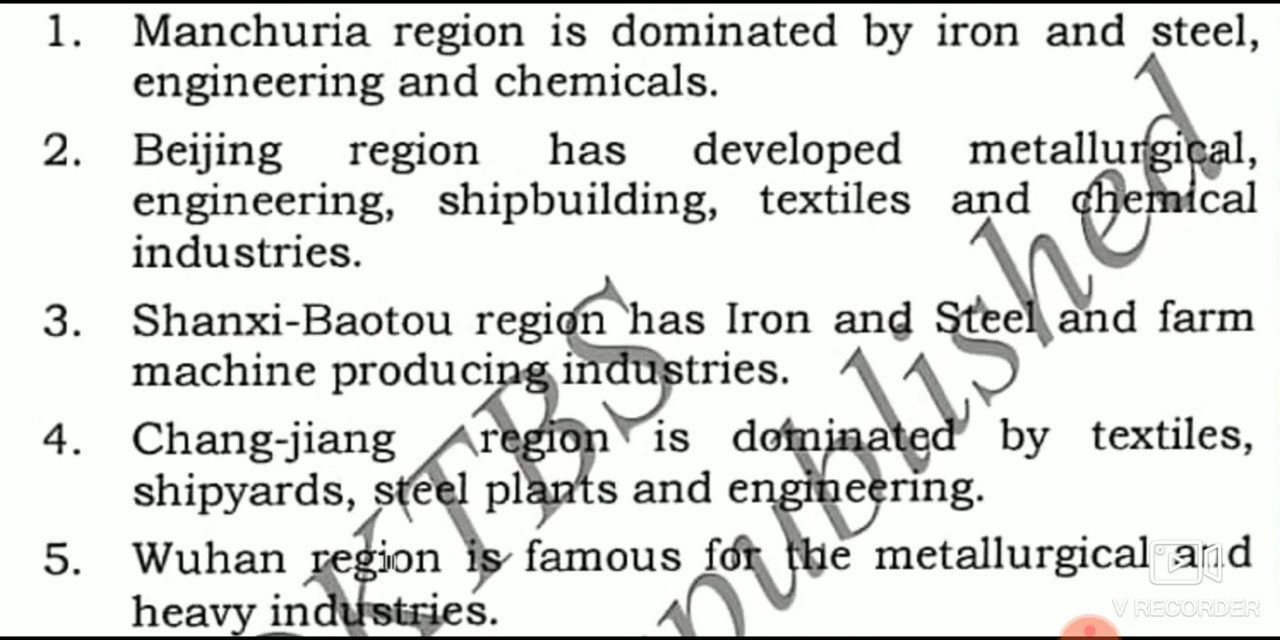 1. Manchuria region is dominated by iron and steel,
engineering and chemicals.
2. Beijing region has developed metallurgical,
engineering, shipbuilding, textiles and chemical
industries.
3. Shanxi-Baotou region has Iron and Steel and farm
machine producing industries.
4. Chang-jiang region is dominated by textiles,
shipyards, steel plants and engineering.
5. Wuhan region is famous for the metallurgical and
heavy industries.
KTBS
published
V RECORDER